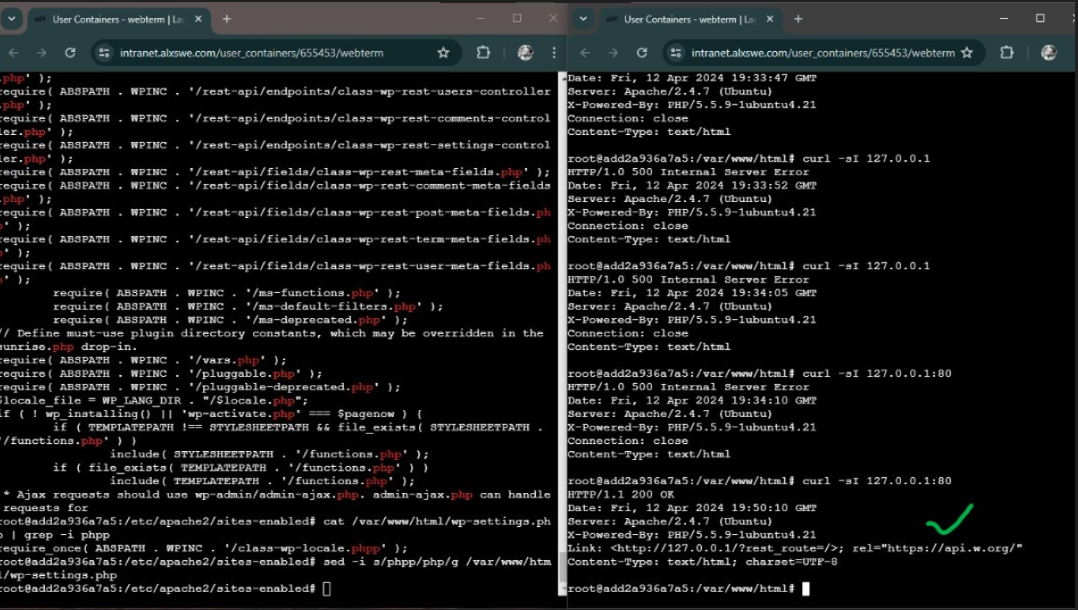 User Containers - webterm | La
intranet.alxswe.com/user_containers/655453/webterm
.php' );
require( ABSPATH . WPINC . '/rest-api/endpoints/class-wp-rest-users-controller
.php' );
require( ABSPATH . WPINC . '/rest-api/endpoints/class-wp-rest-comments-control
ler.php' );
require( ABSPATH . WPINC . '/rest-api/endpoints/class-wp-rest-settings-control
ler.php' );
require( ABSPATH . WPINC . '/rest-api/fields/class-wp-rest-meta-fields.php' );
require( ABSPATH . WPINC . '/rest-api/fields/class-wp-rest-comment-meta-fields
.php' );
require( ABSPATH . WPINC . '/rest-api/fields/class-wp-rest-post-meta-fields.ph
p' );
require( ABSPATH . WPINC . '/rest-api/fields/class-wp-rest-term-meta-fields.ph
p' );
require( ABSPATH . WPINC . '/rest-api/fields/class-wp-rest-user-meta-fields.ph
p' );
require( ABSPATH . WPINC . '/ms-functions.php' );
require( ABSPATH . WPINC . '/ms-default-filters.php' );
require( ABSPATH . WPINC . '/ms-deprecated.php' );
// Define must-use plugin directory constants, which may be overridden in the
sunrise.php drop-in.
require( ABSPATH . WPINC . '/vars.php' );
require( ABSPATH . WPINC . '/pluggable.php' );
require( ABSPATH . WPINC . '/pluggable-deprecated.php' );
$locale_file = WP_LANG_DIR . "/$locale.php";
if ( ! wp_installing() || 'wp-activate.php' === $pagenow ) {
if ( TEMPLATEPATH !== STYLESHEETPATH && file_exists( STYLESHEETPATH .
'/functions.php' ) )
include( STYLESHEETPATH . '/functions.php' );
if ( file_exists( TEMPLATEPATH . '/functions.php' ) )
include( TEMPLATEPATH . '/functions.php' );
* Ajax requests should use wp-admin/admin-ajax.php. admin-ajax.php can handle
requests for
root@add2a936a7a5:/etc/apache2/sites-enabled# cat /var/www/html/wp-settings.ph
p | grep -i phpp
require_once( ABSPATH . WPINC . '/class-wp-locale.phpp' );
root@add2a936a7a5:/etc/apache2/sites-enabled# sed -i s/phpp/php/g /var/www/htm
l/wp-settings.php
root@add2a936a7a5:/etc/apache2/sites-enabled#
User Containers - webterm | La
intranet.alxswe.com/user_containers/655453/webterm
Date: Fri, 12 Apr 2024 19:33:47 GMT
Server: Apache/2.4.7 (Ubuntu)
X-Powered-By: PHP/5.5.9-1ubuntu4.21
Connection: close
Content-Type: text/html
root@add2a936a7a5:/var/www/html# curl -sI 127.0.0.1
HTTP/1.0 500 Internal Server Error
Date: Fri, 12 Apr 2024 19:33:52 GMT
Server: Apache/2.4.7 (Ubuntu)
X-Powered-By: PHP/5.5.9-1ubuntu4.21
Connection: close
Content-Type: text/html
root@add2a936a7a5:/var/www/html# curl -sI 127.0.0.1
HTTP/1.0 500 Internal Server Error
Date: Fri, 12 Apr 2024 19:34:05 GMT
Server: Apache/2.4.7 (Ubuntu)
X-Powered-By: PHP/5.5.9-1ubuntu4.21
Connection: close
Content-Type: text/html
root@add2a936a7a5:/var/www/html# curl -sI 127.0.0.1:80
HTTP/1.0 500 Internal Server Error
Date: Fri, 12 Apr 2024 19:34:10 GMT
Server: Apache/2.4.7 (Ubuntu)
X-Powered-By: PHP/5.5.9-1ubuntu4.21
Connection: close
Content-Type: text/html
root@add2a936a7a5:/var/www/html# curl -sI 127.0.0.1:80
HTTP/1.1 200 OK
Date: Fri, 12 Apr 2024 19:50:10 GMT
Server: Apache/2.4.7 (Ubuntu)
X-Powered-By: PHP/5.5.9-1ubuntu4.21
Link: <http://127.0.0.1/?rest_route=/>; rel="https://api.w.org/"
Content-Type: text/html; charset=UTF-8
root@add2a936a7a5:/var/www/html#